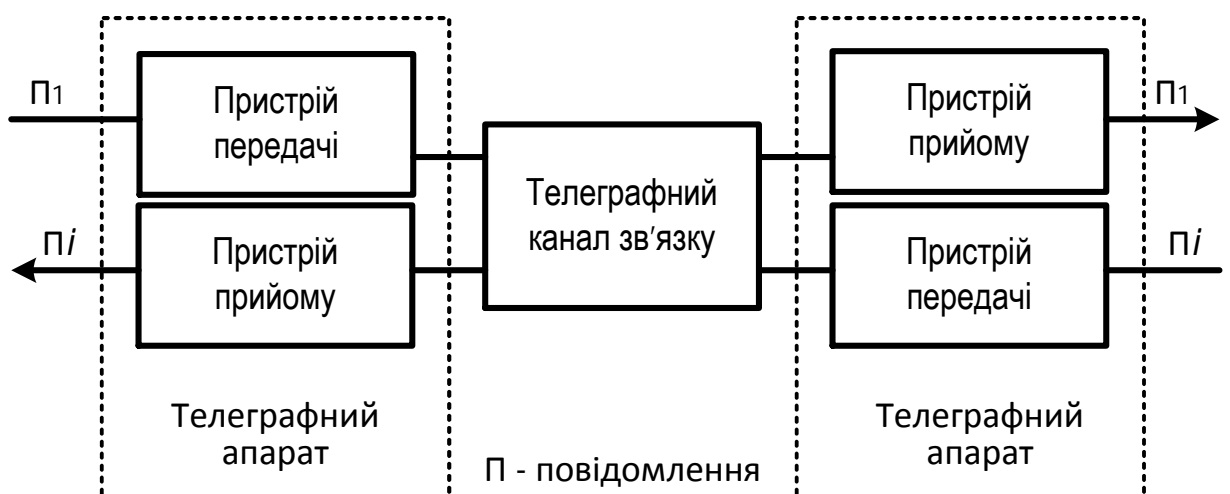 П1
Пристрій
передачі
Пi
Пристрій
прийому
Телеграфний
апарат
Телеграфний
канал зв'язку
П - повідомлення
Пристрій
прийому
П1
Пристрій
передачі
Пi
Телеграфний
апарат